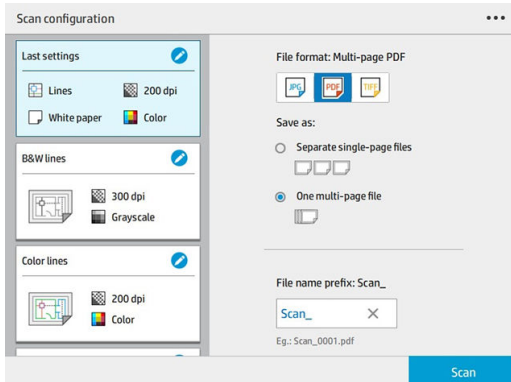 Scan configuration
Last settings
Lines
200 dpi
White paper
Color
B&W lines
300 dpi
Grayscale
Color lines
200 dpi
Color
File format: Multi-page PDF
JPG
PDF
TIFF
Save as:
Separate single-page files
One multi-page file
File name prefix: Scan_
Scan_
Eg.: Scan_0001.pdf
Scan